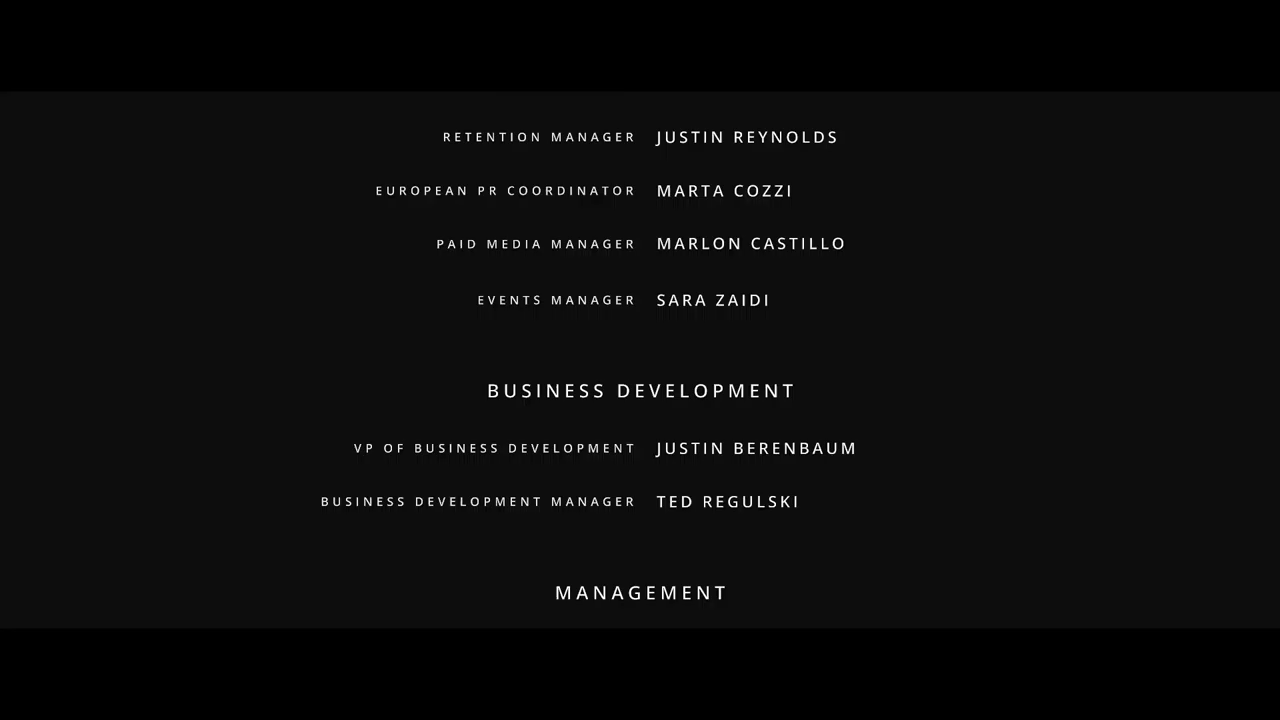 RETENTION MANAGER JUSTIN REYNOLDS
EUROPEAN PR COORDINATOR MARTA COZZI
PAID MEDIA MANAGER MARLON CASTILLO
EVENTS MANAGER SARA ZAIDI
BUSINESS DEVELOPMENT
VP OF BUSINESS DEVELOPMENT JUSTIN BERENBAUM
BUSINESS DEVELOPMENT MANAGER TED REGULSKI
MANAGEMENT